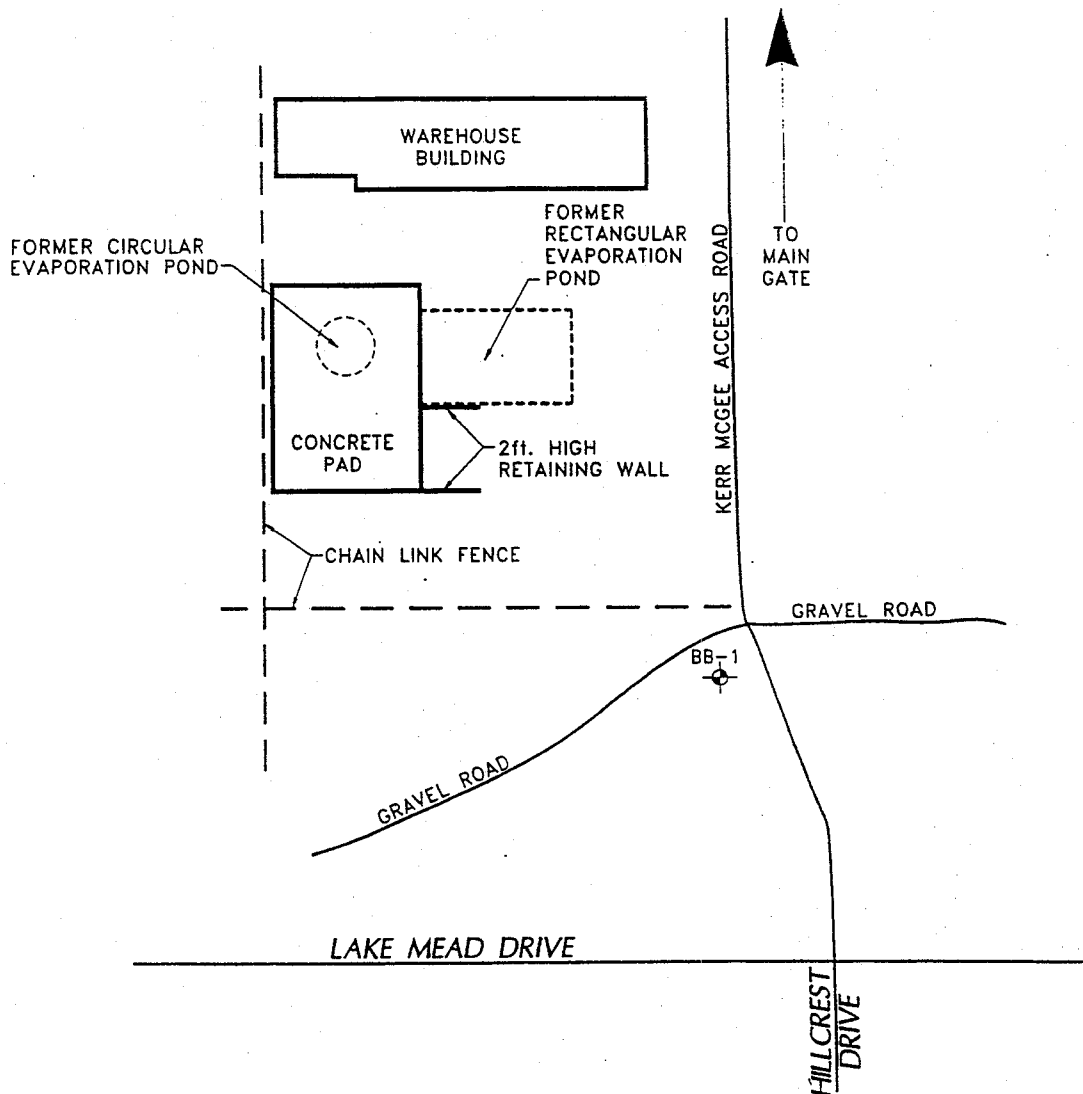 WAREHOUSE
BUILDING
FORMER
RECTANGULAR
EVAPORATION
POND
FORMER CIRCULAR
EVAPORATION POND
TO
MAIN
GATE
KERR MCGEE ACCESS ROAD
CONCRETE
PAD
2ft. HIGH
RETAINING WALL
CHAIN LINK FENCE
GRAVEL ROAD
BB-1
GRAVEL ROAD
LAKE MEAD DRIVE
HILLCREST
DRIVE